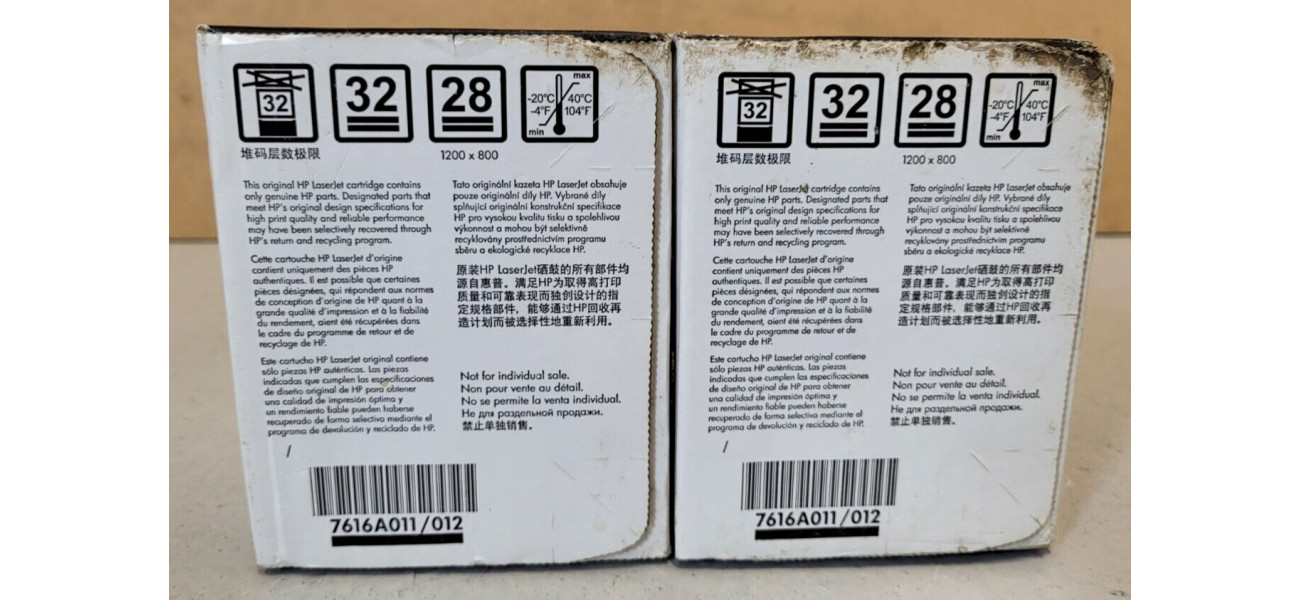 32
32
28
max
-20°C 40°C
-4°F 104°F
min
堆码层数极限
1200 x 800
This original HP LaserJet cartridge contains
only genuine HP parts. Designated parts that
meet HP's original design specifications for
high print quality and reliable performance
may have been selectively recovered through
HP's return and recycling program.
Cette cartouche HP LaserJet d'origine
contient uniquement des pièces HP
authentiques. Il est possible que certaines
pièces désignées, qui répondent aux normes
de conception d'origine de HP quant à la
grande qualité d'impression et à la fiabilité
du rendement, aient été récupérées dans
le cadre du programme de retour et de
recyclage de HP.
Este cartucho HP LaserJet original contiene
sólo piezas HP auténticas. Las piezas
indicadas que cumplen las especificaciones
de diseño original de HP para obtener
una calidad de impresión óptima y
un rendimiento fiable pueden haberse
recuperado de forma selectiva mediante el
programa de devolución y reciclado de HP.
/
Tato originální kazeta HP LaserJet obsahuje
pouze originální díly HP. Vybrané díly
splňující originální konstrukční specifikace
HP pro vysokou kvalitu tisku a spolehlivou
výkonnost a mohou být selektivně
recyklovány prostřednictvím programu
sběru a ekologické recyklace HP.
原装HP LaserJet硒鼓的所有部件均
源自惠普。满足HP为取得高打印
质量和可靠表现而独创设计的指
定规格部件，能够通过HP回收再
造计划而被选择性地重新利用。
Not for individual sale.
Non pour vente au détail.
No se permite la venta individual.
Не для раздельной продажи.
禁止单独销售。
7616A011/012
32
32
28
max
-20°C 40°C
-4°F 104°F
min
堆码层数极限
1200 x 800
This original HP LaserJet cartridge contains
only genuine HP parts. Designated parts that
meet HP's original design specifications for
high print quality and reliable performance
may have been selectively recovered through
HP's return and recycling program.
Cette cartouche HP LaserJet d'origine
contient uniquement des pièces HP
authentiques. Il est possible que certaines
pièces désignées, qui répondent aux normes
de conception d'origine de HP quant à la
grande qualité d'impression et à la fiabilité
du rendement, aient été récupérées dans
le cadre du programme de retour et de
recyclage de HP.
Este cartucho HP LaserJet original contiene
sólo piezas HP auténticas. Las piezas
indicadas que cumplen las especificaciones
de diseño original de HP para obtener
una calidad de impresión óptima y
un rendimiento fiable pueden haberse
recuperado de forma selectiva mediante el
programa de devolución y reciclado de HP.
/
Tato originální kazeta HP LaserJet obsahuje
pouze originální díly HP. Vybrané díly
splňující originální konstrukční specifikace
HP pro vysokou kvalitu tisku a spolehlivou
výkonnost a mohou být selektivně
recyklovány prostřednictvím programu
sběru a ekologické recyklace HP.
原装HP LaserJet硒鼓的所有部件均
源自惠普。满足HP为取得高打印
质量和可靠表现而独创设计的指
定规格部件，能够通过HP回收再
造计划而被选择性地重新利用。
Not for individual sale.
Non pour vente au détail.
No se permite la venta individual.
Не для раздельной продажи.
禁止单独销售。
7616A011/012